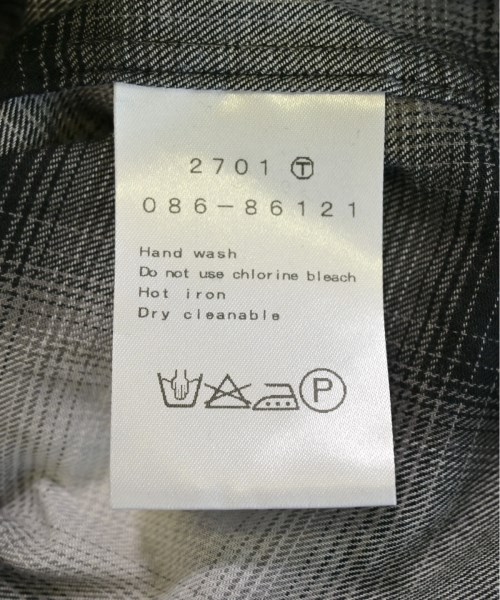 2701 Ⓣ
086-86121
Hand wash
Do not use chlorine bleach
Hot iron
Dry cleanable
P